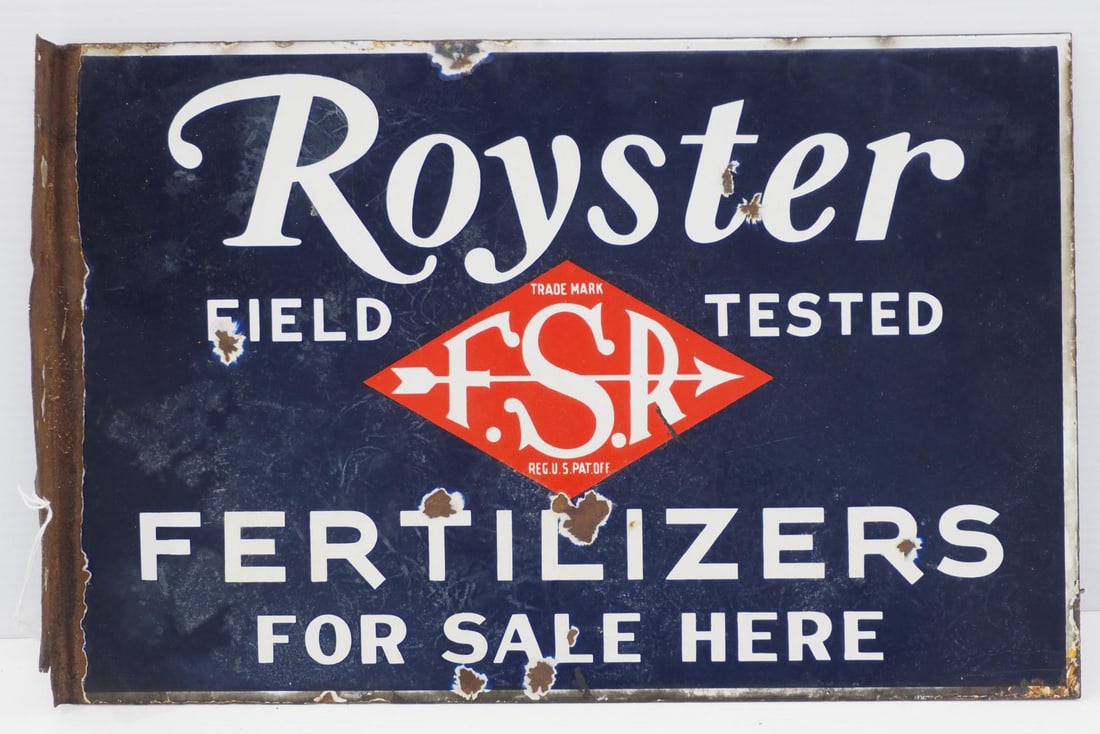 Royster
FIELD TESTED
TRADE MARK
F.S.R
REG.U.S.PAT.OFF
FERTILIZERS
FOR SALE HERE